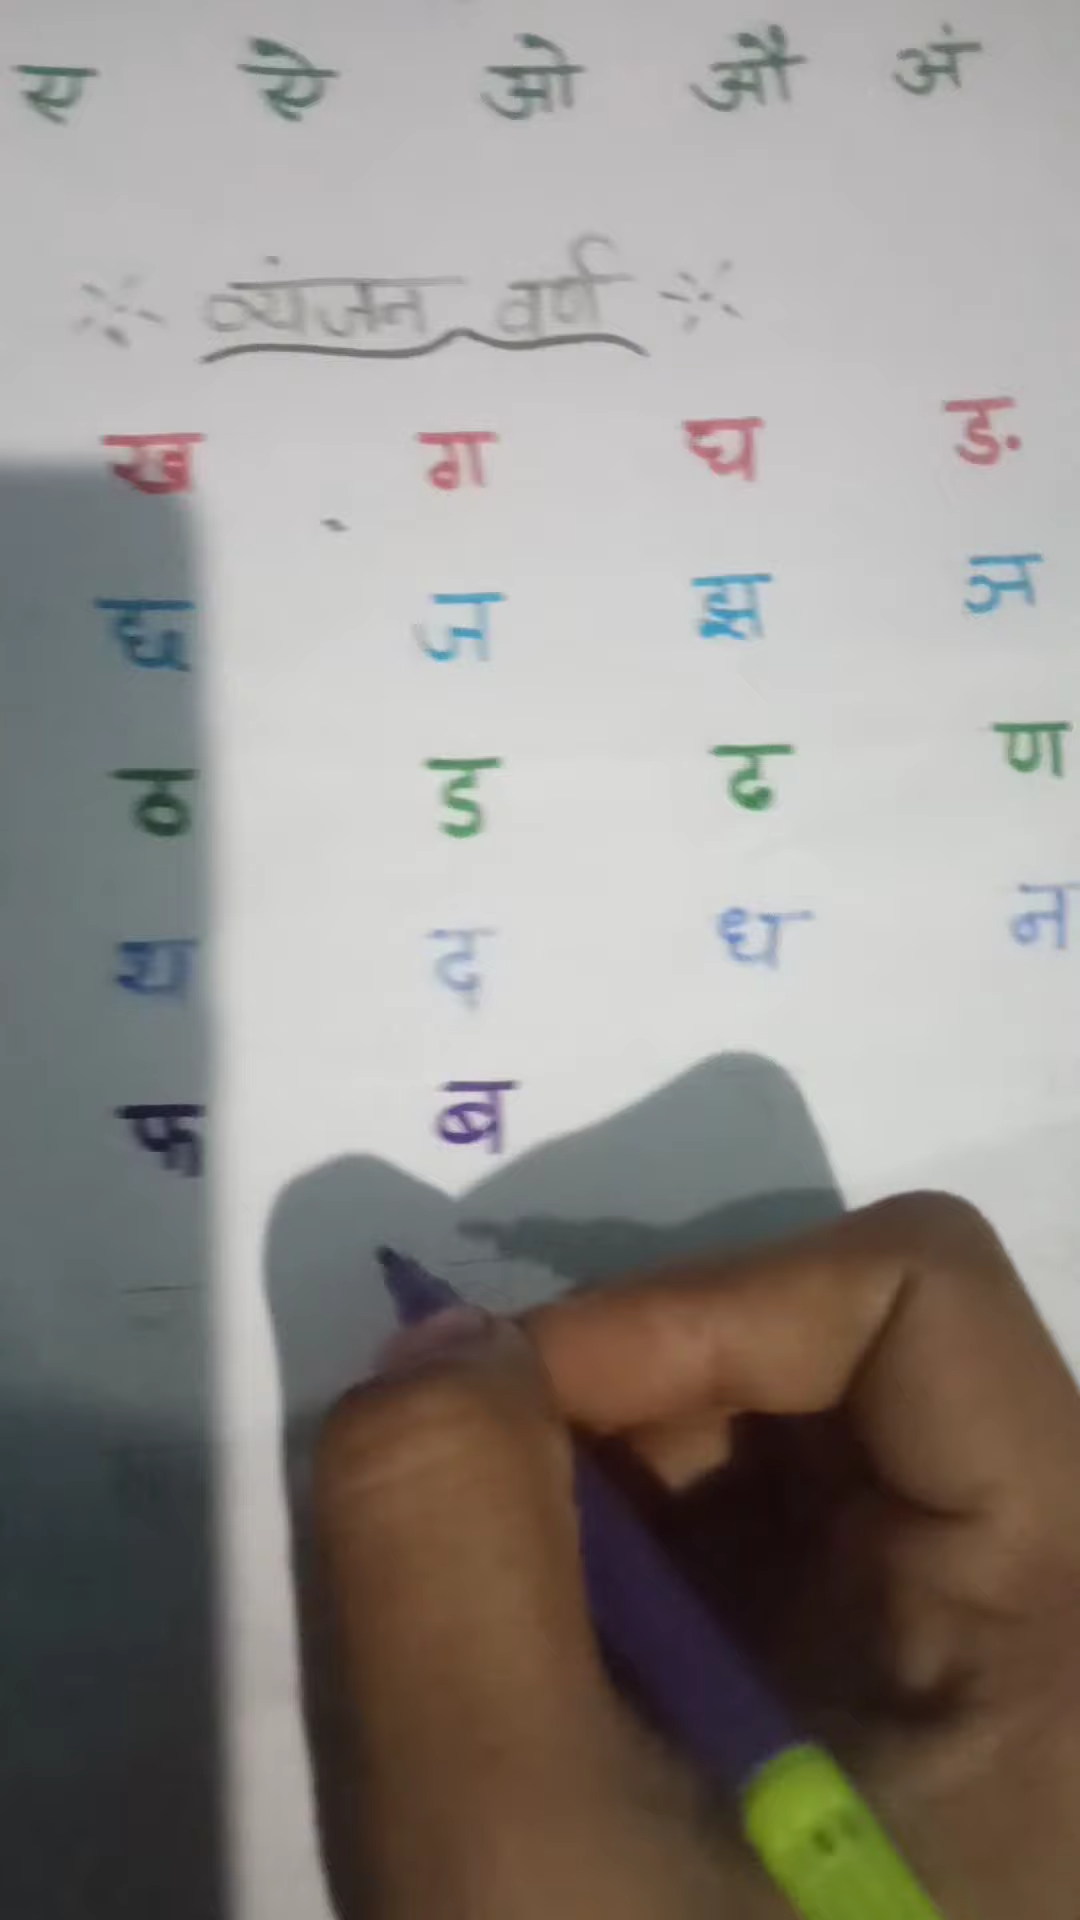 ए ऐ ओ औ अं
व्यंजन वर्ण
ख ग घ ङ
छ ज झ ञ
ठ ड ढ ण
थ द ध न
फ ब